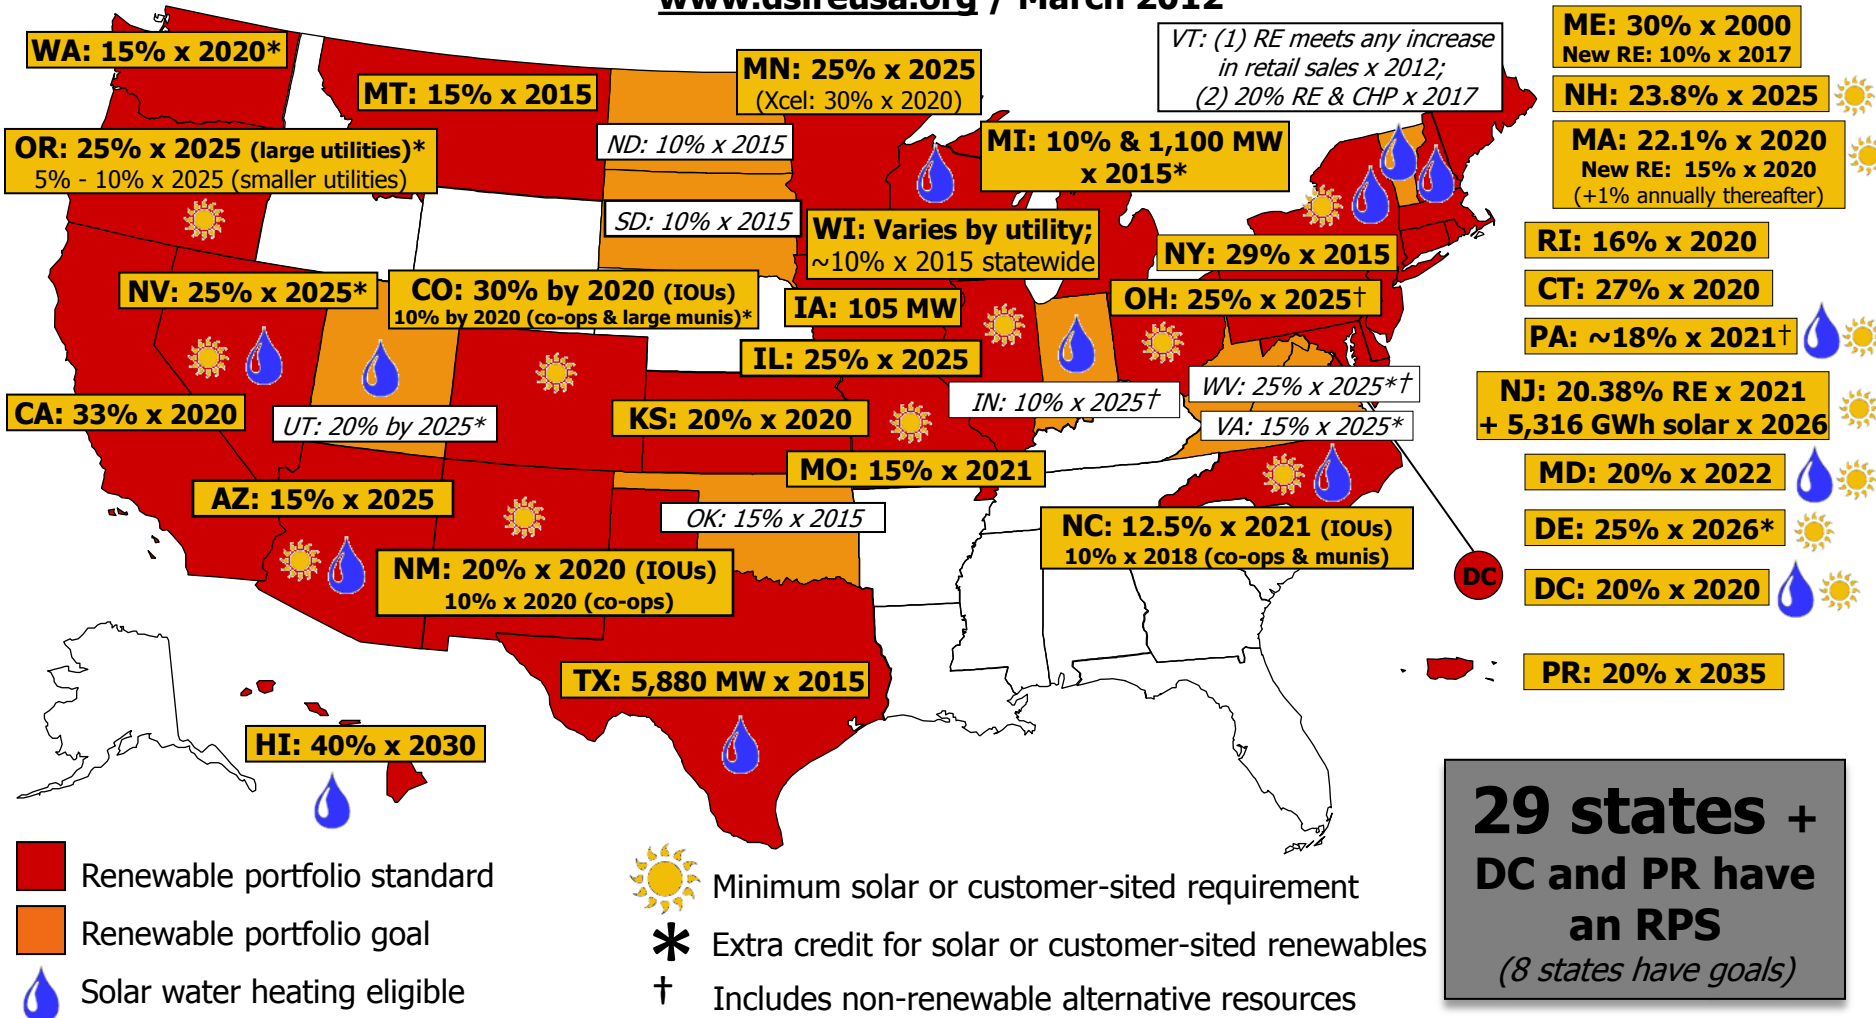 www.dsireusa.org / March 2012
WA: 15% x 2020*
MT: 15% x 2015
MN: 25% x 2025
(Xcel: 30% x 2020)
VT: (1) RE meets any increase
in retail sales x 2012;
(2) 20% RE & CHP x 2017
ME: 30% x 2000
New RE: 10% x 2017
NH: 23.8% x 2025
OR: 25% x 2025 (large utilities)*
5% - 10% x 2025 (smaller utilities)
ND: 10% x 2015
MI: 10% & 1,100 MW
x 2015*
MA: 22.1% x 2020
New RE: 15% x 2020
(+1% annually thereafter)
SD: 10% x 2015
WI: Varies by utility;
~10% x 2015 statewide
NY: 29% x 2015
RI: 16% x 2020
NV: 25% x 2025*
CO: 30% by 2020 (IOUs)
10% by 2020 (co-ops & large munis)*
IA: 105 MW
OH: 25% x 2025†
CT: 27% x 2020
IL: 25% x 2025
PA: ~18% x 2021†
CA: 33% x 2020
UT: 20% by 2025*
KS: 20% x 2020
IN: 10% x 2025†
WV: 25% x 2025*†
VA: 15% x 2025*
NJ: 20.38% RE x 2021
+ 5,316 GWh solar x 2026
MO: 15% x 2021
MD: 20% x 2022
AZ: 15% x 2025
OK: 15% x 2015
NC: 12.5% x 2021 (IOUs)
10% x 2018 (co-ops & munis)
DE: 25% x 2026*
NM: 20% x 2020 (IOUs)
10% x 2020 (co-ops)
DC
DC: 20% x 2020
TX: 5,880 MW x 2015
PR: 20% x 2035
HI: 40% x 2030
29 states +
DC and PR have
an RPS
(8 states have goals)
Renewable portfolio standard
Renewable portfolio goal
Solar water heating eligible
Minimum solar or customer-sited requirement
* Extra credit for solar or customer-sited renewables
† Includes non-renewable alternative resources